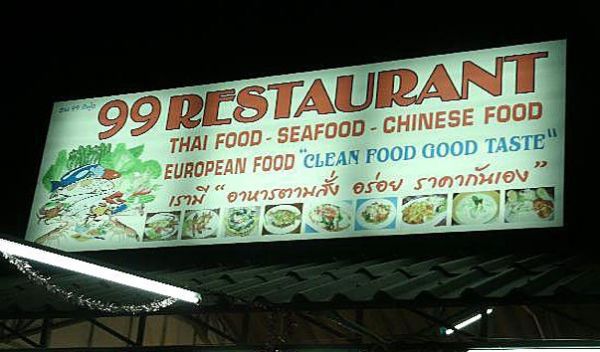 99 RESTAURANT
THAI FOOD - SEAFOOD - CHINESE FOOD
EUROPEAN FOOD "CLEAN FOOD GOOD TASTE"
เรามี "อาหารตามสั่ง อร่อย ราคากันเอง"